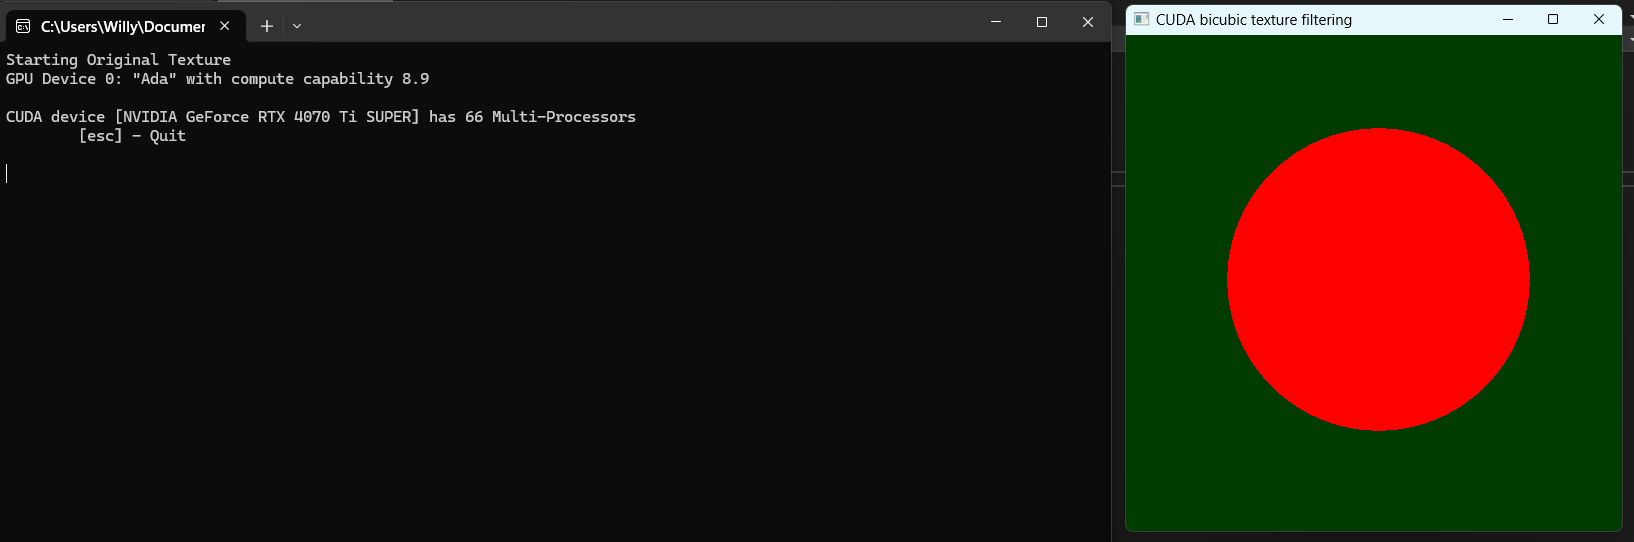 C:\Users\Willy\Documer
Starting Original Texture
GPU Device 0: "Ada" with compute capability 8.9
CUDA device [NVIDIA GeForce RTX 4070 Ti SUPER] has 66 Multi-Processors
[esc] - Quit
CUDA bicubic texture filtering